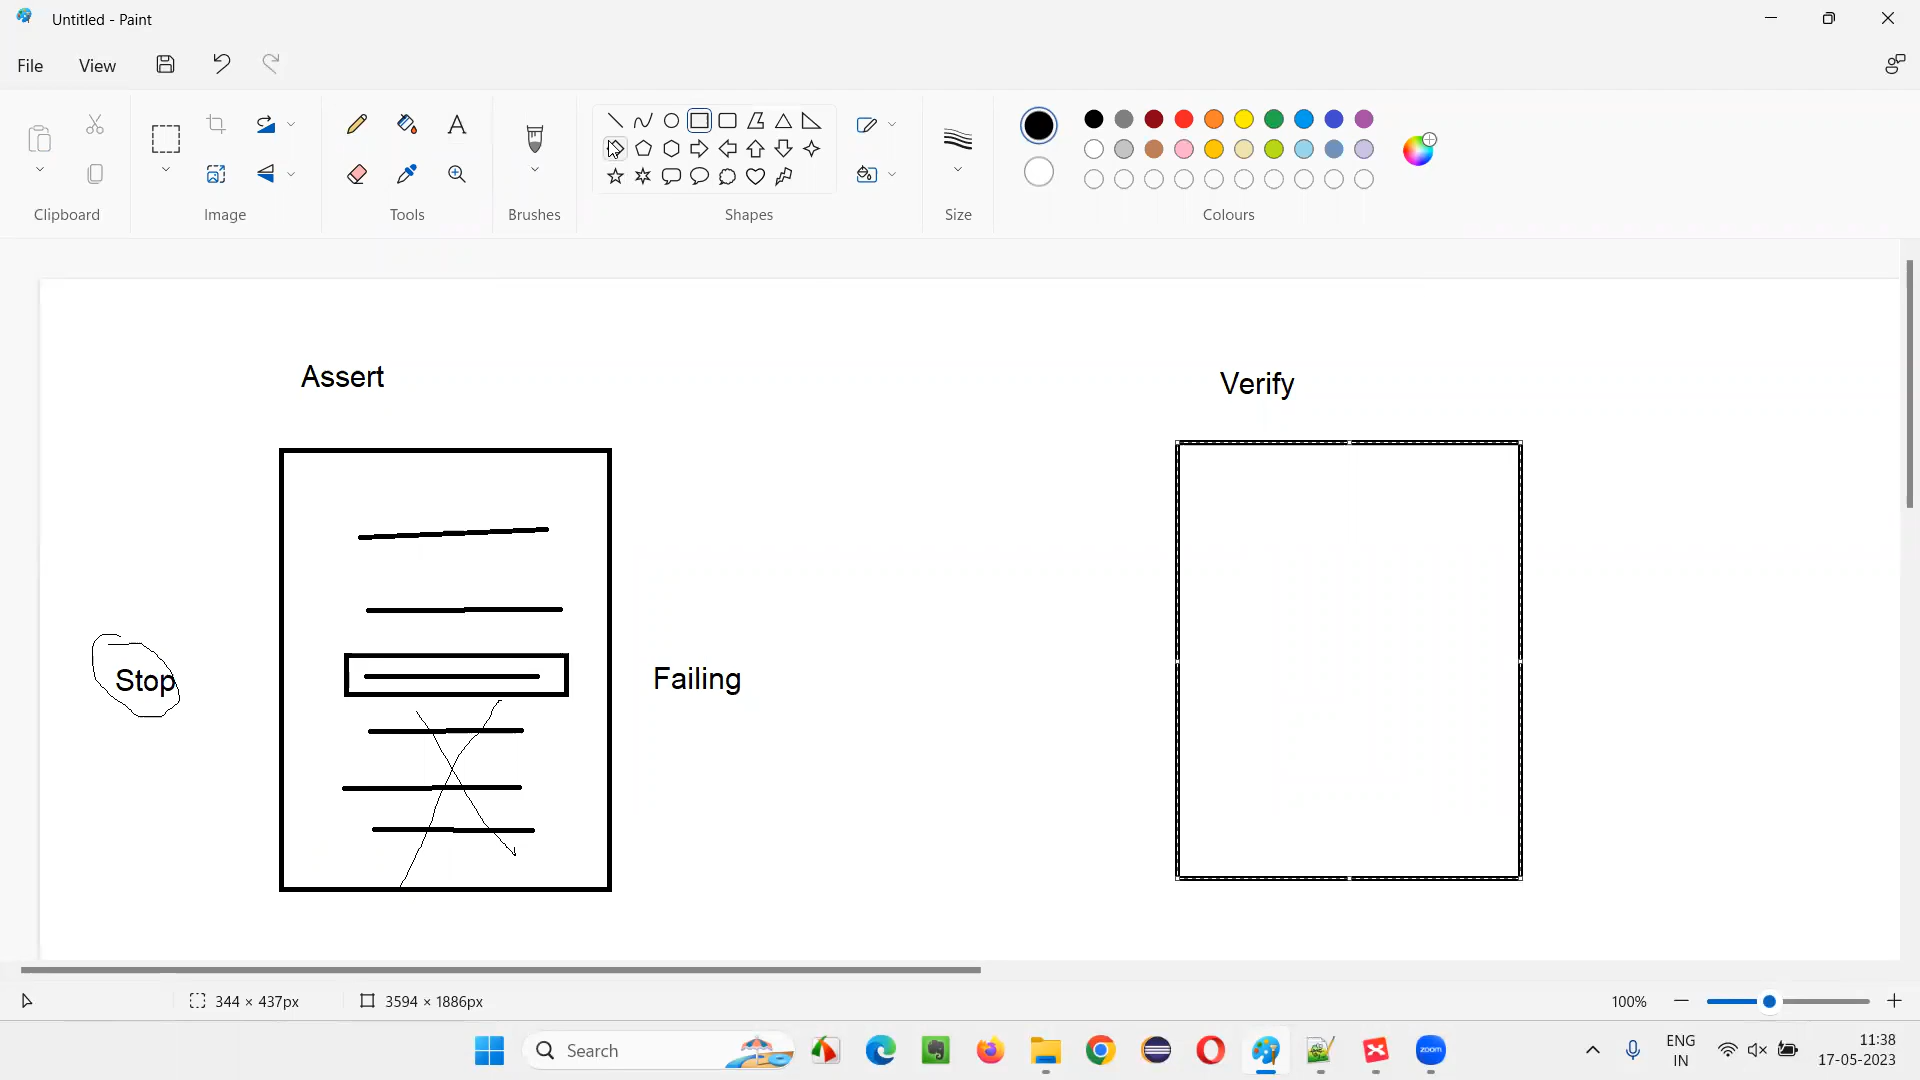 Untitled - Paint
File
View
Clipboard
Image
Tools
Brushes
Shapes
Size
Colours
Assert
Verify
Stop
Failing
344 × 437px
3594 × 1886px
100%
Search
zoom
ENG
IN
11:38
17-05-2023